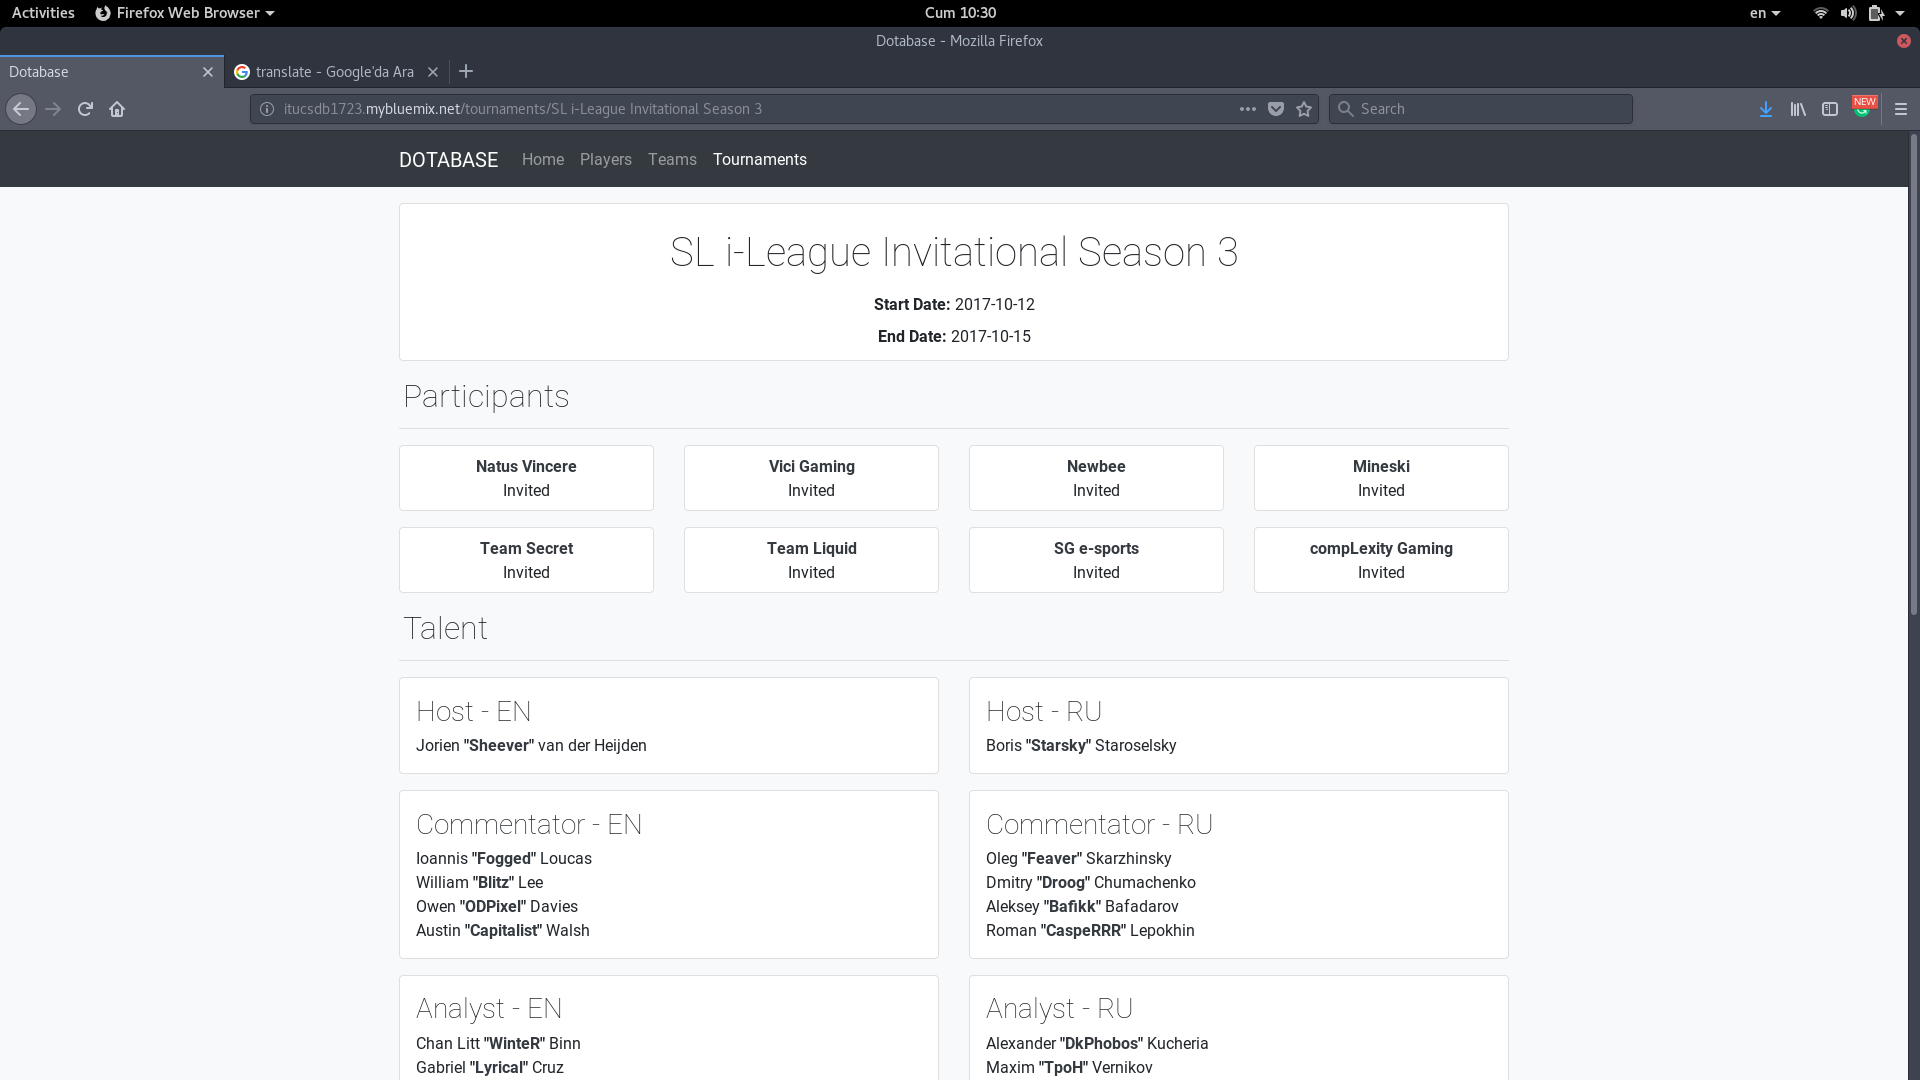 Activities Firefox Web Browser Cum 10:30 en
Dotabase - Mozilla Firefox
Dotabase translate - Google'da Ara
itucsdb1723.mybluemix.net/tournaments/SL i-League Invitational Season 3 Search NEW
DOTABASE Home Players Teams Tournaments
SL i-League Invitational Season 3
Start Date: 2017-10-12
End Date: 2017-10-15
Participants
Natus Vincere Vici Gaming Newbee Mineski
Invited Invited Invited Invited
Team Secret Team Liquid SG e-sports compLexity Gaming
Invited Invited Invited Invited
Talent
Host - EN
Jorien "Sheever" van der Heijden
Host - RU
Boris "Starsky" Staroselsky
Commentator - EN
Ioannis "Fogged" Loucas
William "Blitz" Lee
Owen "ODPixel" Davies
Austin "Capitalist" Walsh
Commentator - RU
Oleg "Feaver" Skarzhinsky
Dmitry "Droog" Chumachenko
Aleksey "Bafikk" Bafadarov
Roman "CaspeRRR" Lepokhin
Analyst - EN
Chan Litt "WinteR" Binn
Gabriel "Lyrical" Cruz
Analyst - RU
Alexander "DkPhobos" Kucheria
Maxim "TpoH" Vernikov